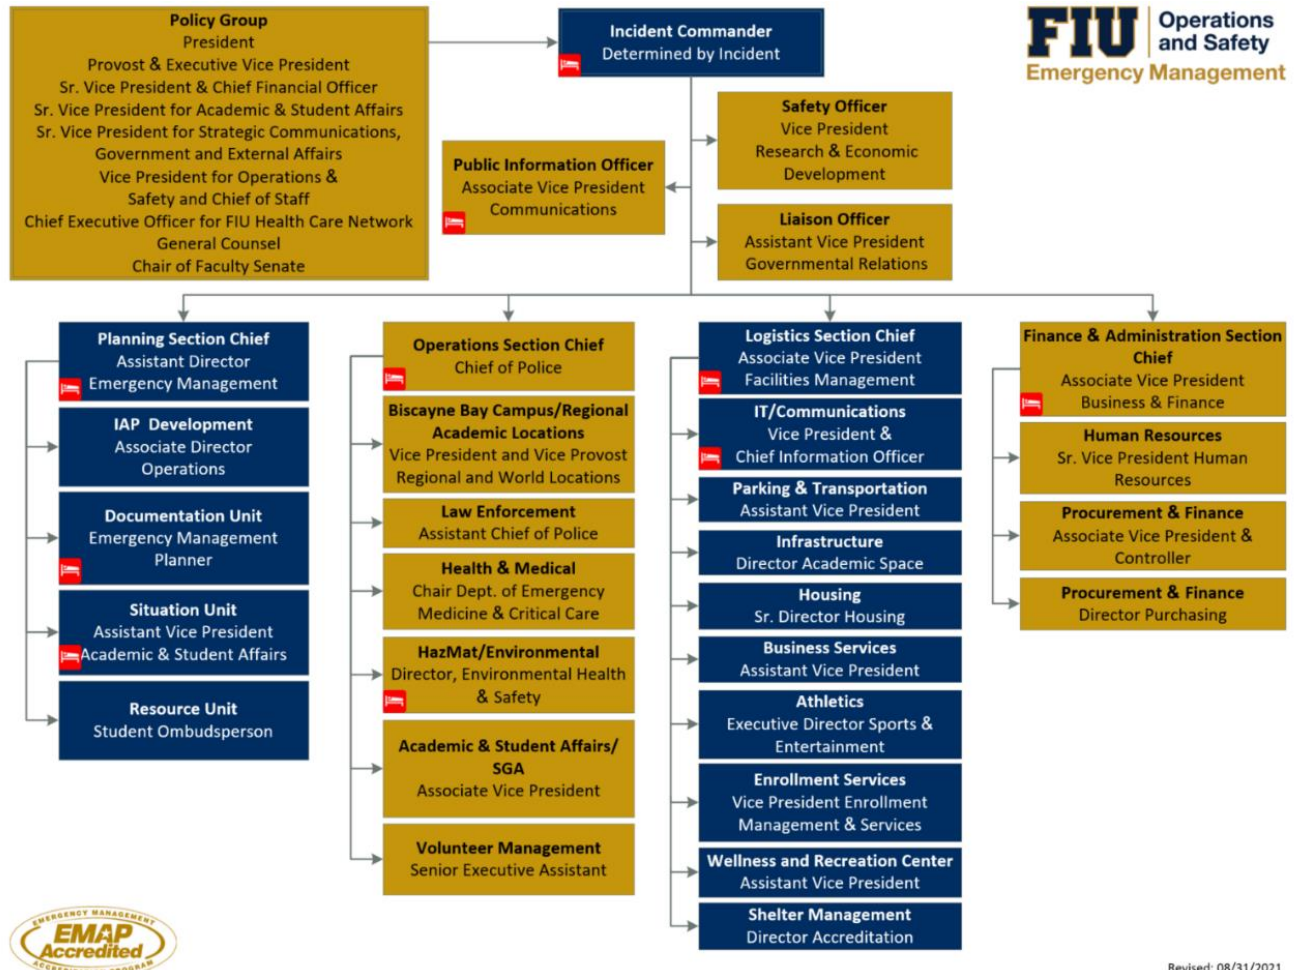 Policy Group
President
Provost & Executive Vice President
Sr. Vice President & Chief Financial Officer
Sr. Vice President for Academic & Student Affairs
Sr. Vice President for Strategic Communications,
Government and External Affairs
Vice President for Operations &
Safety and Chief of Staff
Chief Executive Officer for FIU Health Care Network
General Counsel
Chair of Faculty Senate
Incident Commander
Determined by Incident
FIU
Operations
and Safety
Emergency Management
Safety Officer
Vice President
Research & Economic
Development
Public Information Officer
Associate Vice President
Communications
Liaison Officer
Assistant Vice President
Governmental Relations
Planning Section Chief
Assistant Director
Emergency Management
IAP Development
Associate Director
Operations
Documentation Unit
Emergency Management
Planner
Situation Unit
Assistant Vice President
Academic & Student Affairs
Resource Unit
Student Ombudsperson
Operations Section Chief
Chief of Police
Biscayne Bay Campus/Regional
Academic Locations
Vice President and Vice Provost
Regional and World Locations
Law Enforcement
Assistant Chief of Police
Health & Medical
Chair Dept. of Emergency
Medicine & Critical Care
HazMat/Environmental
Director, Environmental Health
& Safety
Academic & Student Affairs/
SGA
Associate Vice President
Volunteer Management
Senior Executive Assistant
Logistics Section Chief
Associate Vice President
Facilities Management
IT/Communications
Vice President &
Chief Information Officer
Parking & Transportation
Assistant Vice President
Infrastructure
Director Academic Space
Housing
Sr. Director Housing
Business Services
Assistant Vice President
Athletics
Executive Director Sports &
Entertainment
Enrollment Services
Vice President Enrollment
Management & Services
Wellness and Recreation Center
Assistant Vice President
Shelter Management
Director Accreditation
Finance & Administration Section
Chief
Associate Vice President
Business & Finance
Human Resources
Sr. Vice President Human
Resources
Procurement & Finance
Associate Vice President &
Controller
Procurement & Finance
Director Purchasing
EMERGENCY MANAGEMENT
EMAP
Accredited
ACCREDITATION PROGRAM
Revised: 08/31/2021